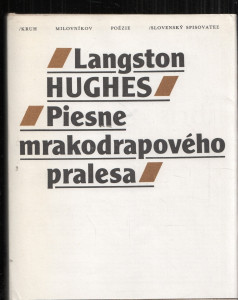 /KRUH MILOVNÍKOV POÉZIE /SLOVENSKÝ SPISOVATEĽ
/Langston
HUGHES/
/Piesne
mrakodrapového
pralesa/